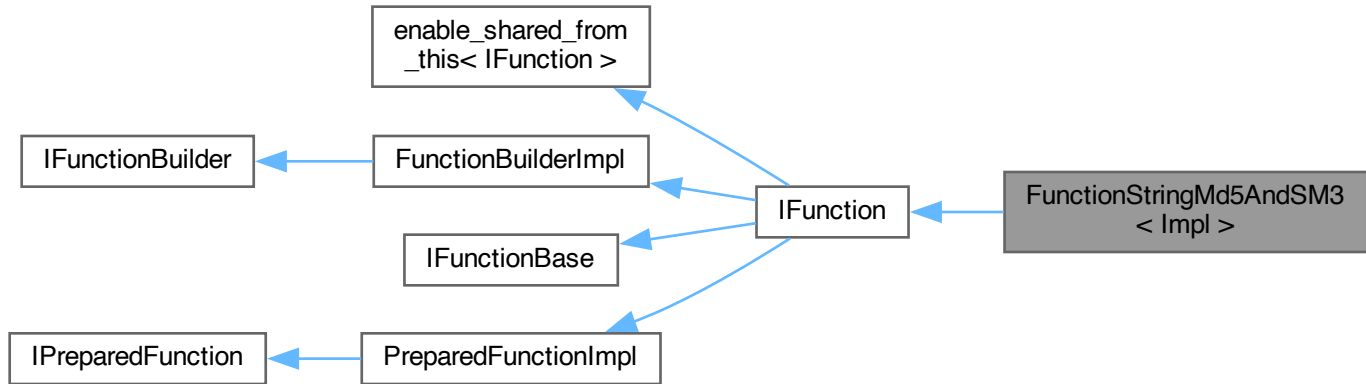 enable_shared_from
_this< IFunction >
IFunctionBuilder
FunctionBuilderImpl
IFunction
FunctionStringMd5AndSM3
< Impl >
IFunctionBase
IPreparedFunction
PreparedFunctionImpl